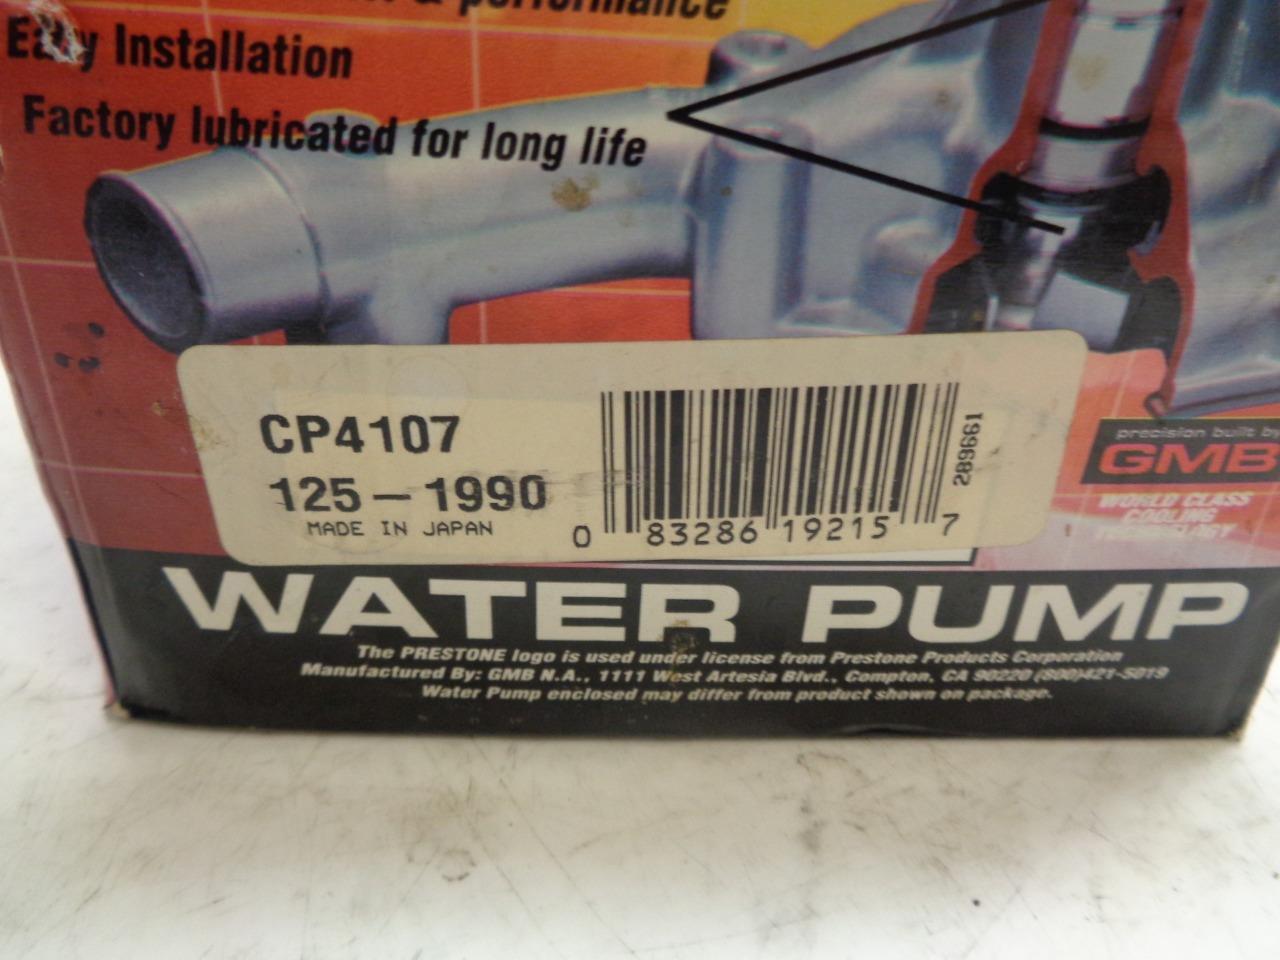 & performance
Easy Installation
Factory lubricated for long life
CP4107
125-1990
MADE IN JAPAN
0 83286 19215 7
289661
precision built by
GMB
WORLD CLASS
COOLING
TECHNOLOGY
WATER PUMP
The PRESTONE logo is used under license from Prestone Products Corporation
Manufactured By: GMB N.A., 1111 West Artesia Blvd., Compton, CA 90220 (800)421-5019
Water Pump enclosed may differ from product shown on package.